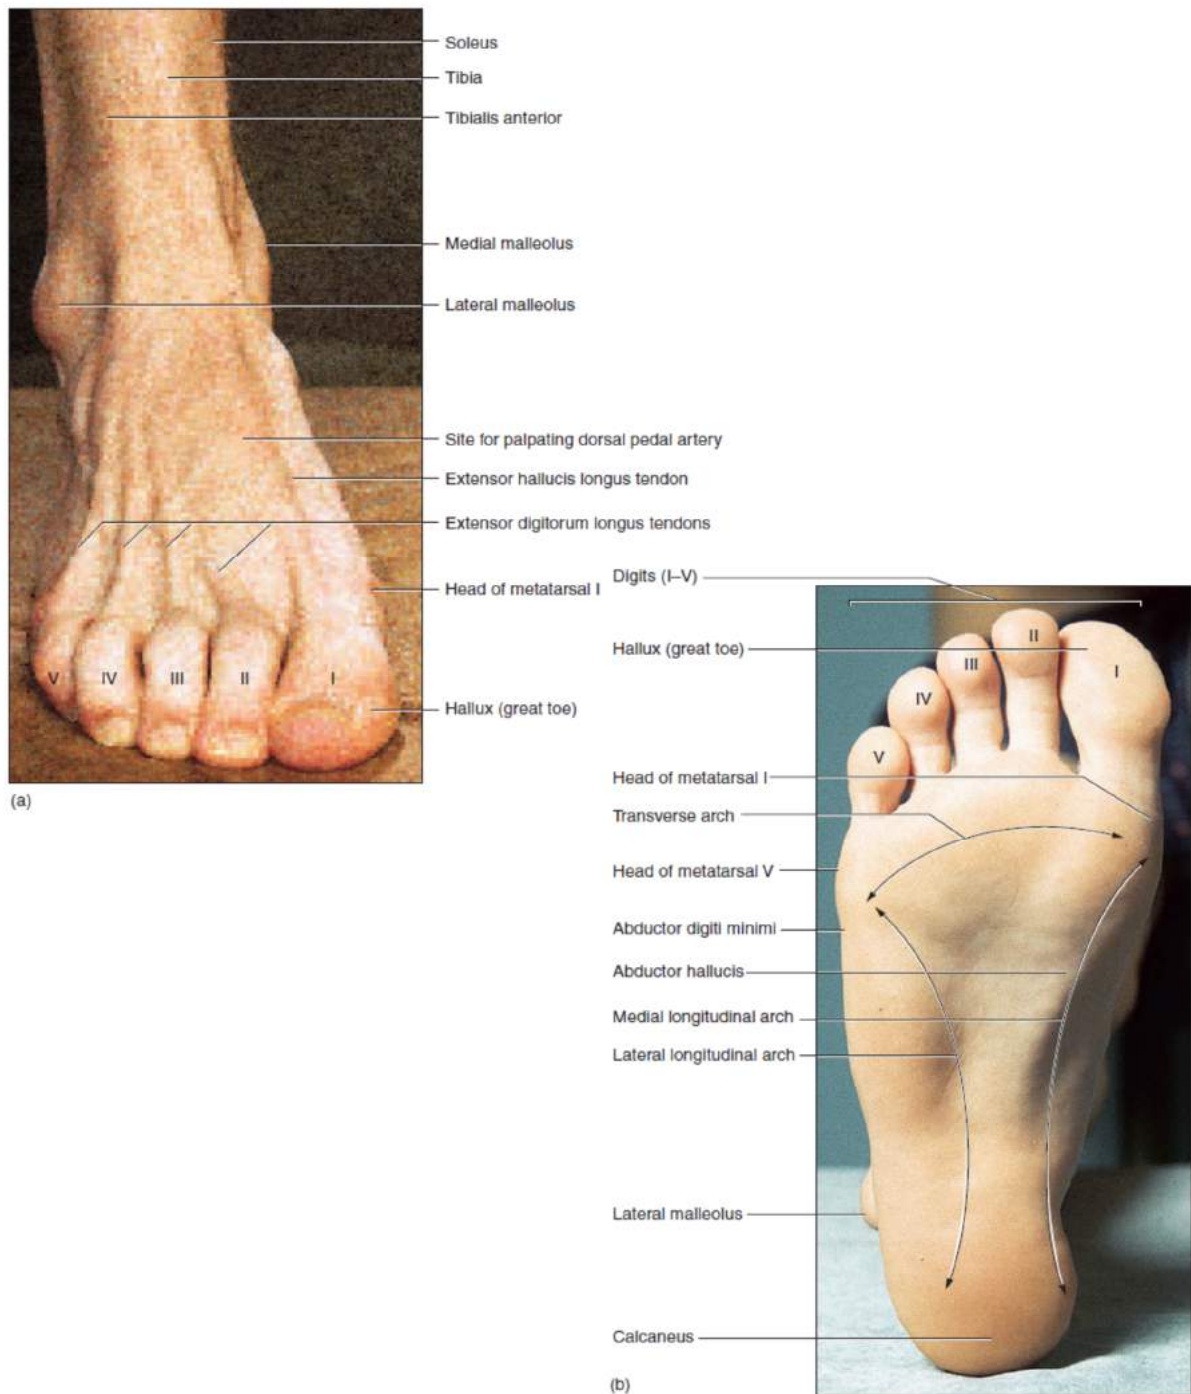 Soleus
Tibia
Tibialis anterior
Medial malleolus
Lateral malleolus
Site for palpating dorsal pedal artery
Extensor hallucis longus tendon
Extensor digitorum longus tendons
Head of metatarsal I
V IV III II I
Hallux (great toe)
(a)
Digits (I–V)
Hallux (great toe)
I
II
III
IV
V
Head of metatarsal I
Transverse arch
Head of metatarsal V
Abductor digiti minimi
Abductor hallucis
Medial longitudinal arch
Lateral longitudinal arch
Lateral malleolus
Calcaneus
(b)